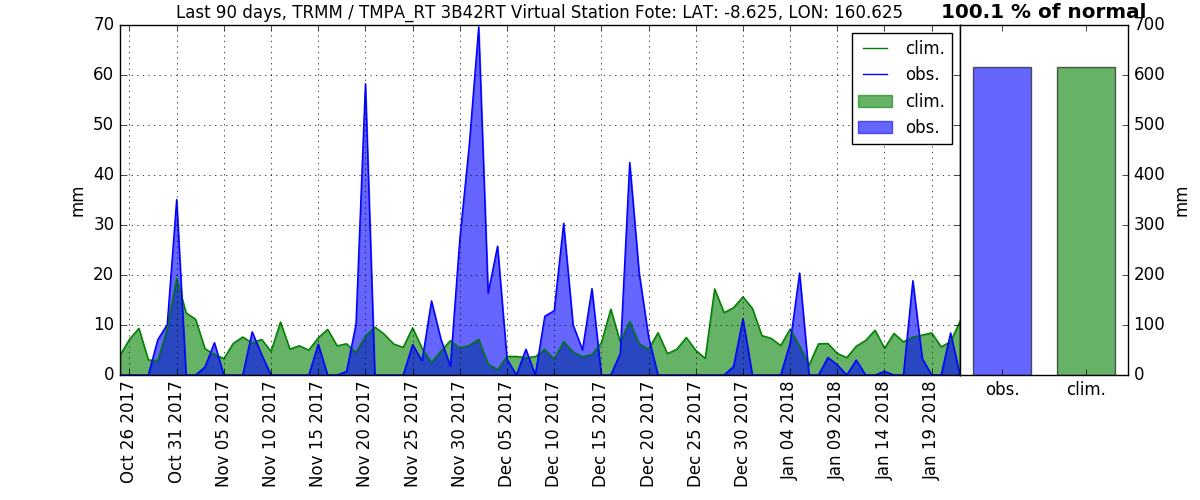 Last 90 days, TRMM / TMPA_RT 3B42RT Virtual Station Fote: LAT: -8.625, LON: 160.625
100.1 % of normal
70
60
50
40
30
20
10
0
mm
clim.
obs.
clim.
obs.
700
600
500
400
300
200
100
0
mm
Oct 26 2017
Oct 31 2017
Nov 05 2017
Nov 10 2017
Nov 15 2017
Nov 20 2017
Nov 25 2017
Nov 30 2017
Dec 05 2017
Dec 10 2017
Dec 15 2017
Dec 20 2017
Dec 25 2017
Dec 30 2017
Jan 04 2018
Jan 09 2018
Jan 14 2018
Jan 19 2018
obs.
clim.